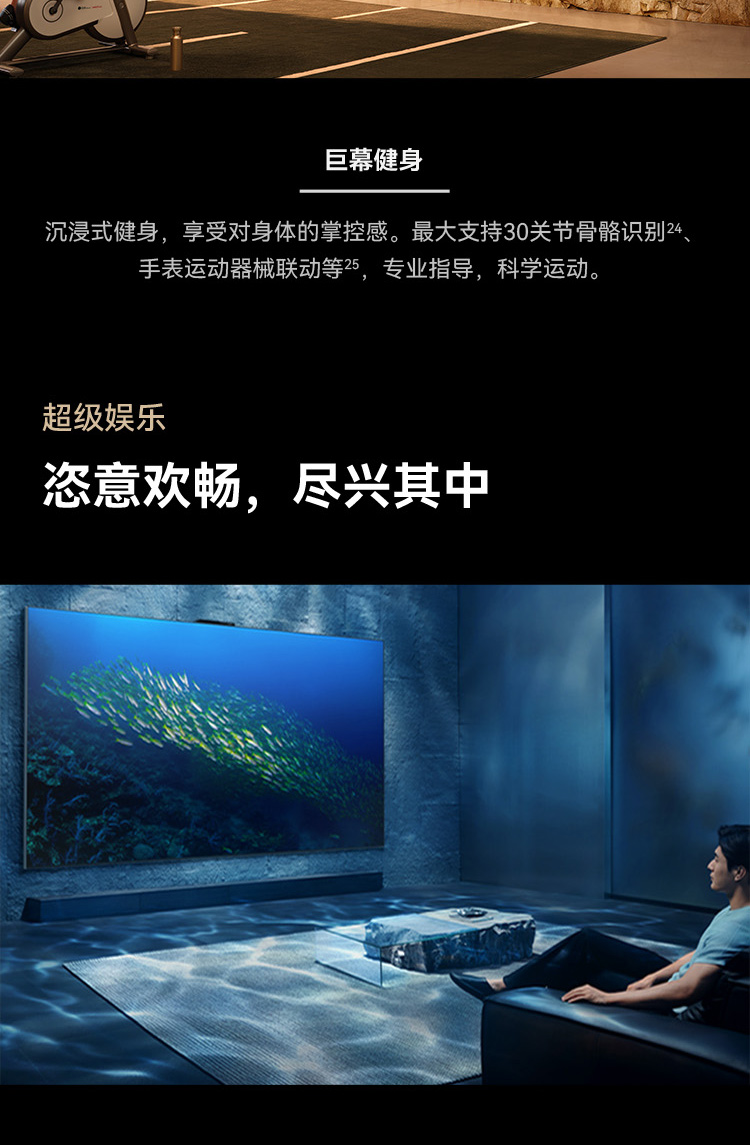 巨幕健身
沉浸式健身，享受对身体的掌控感。最大支持30关节骨骼识别24、
手表运动器械联动等25，专业指导，科学运动。
超级娱乐
恣意欢畅，尽兴其中